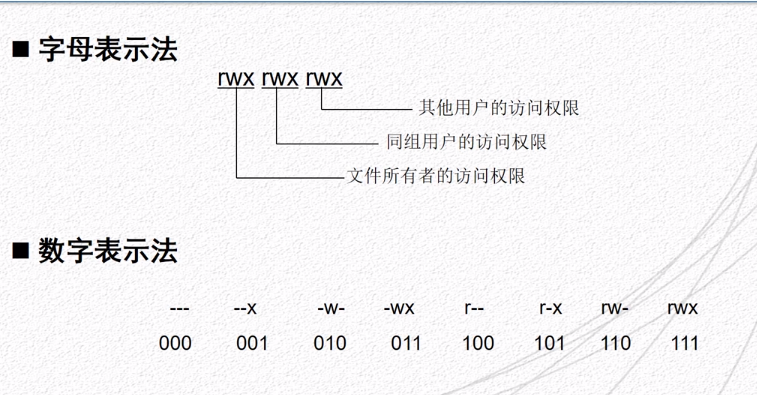 ■ 字母表示法
rwx rwx rwx
其他用户的访问权限
同组用户的访问权限
文件所有者的访问权限
■ 数字表示法
--- --x -w- -wx r-- r-x rw- rwx
000 001 010 011 100 101 110 111